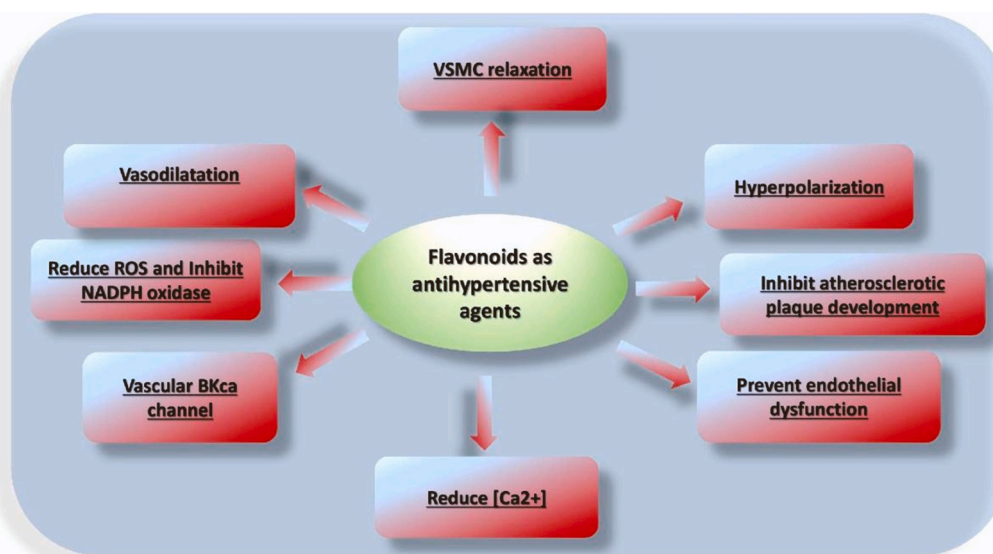 VSMC relaxation
Vasodilatation
Hyperpolarization
Reduce ROS and Inhibit
NADPH oxidase
Flavonoids as
antihypertensive
agents
Inhibit atherosclerotic
plaque development
Vascular BKca
channel
Prevent endothelial
dysfunction
Reduce [Ca2+]